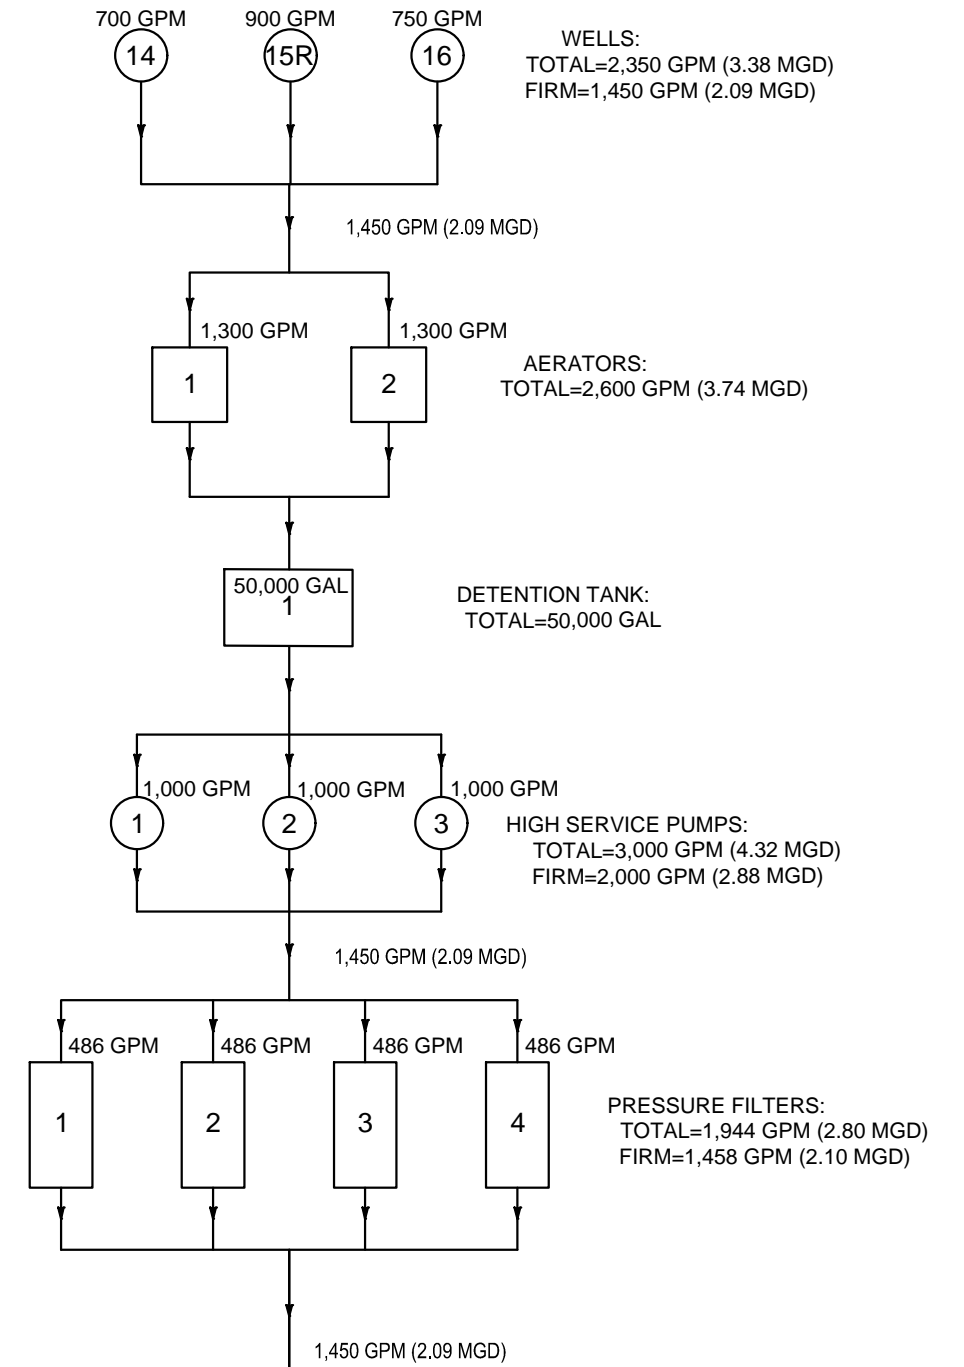 700 GPM 900 GPM 750 GPM
14 15R 16
WELLS:
TOTAL=2,350 GPM (3.38 MGD)
FIRM=1,450 GPM (2.09 MGD)
1,450 GPM (2.09 MGD)
1,300 GPM 1,300 GPM
1 2
AERATORS:
TOTAL=2,600 GPM (3.74 MGD)
50,000 GAL
1
DETENTION TANK:
TOTAL=50,000 GAL
1,000 GPM 1,000 GPM 1,000 GPM
1 2 3
HIGH SERVICE PUMPS:
TOTAL=3,000 GPM (4.32 MGD)
FIRM=2,000 GPM (2.88 MGD)
1,450 GPM (2.09 MGD)
486 GPM 486 GPM 486 GPM 486 GPM
1 2 3 4
PRESSURE FILTERS:
TOTAL=1,944 GPM (2.80 MGD)
FIRM=1,458 GPM (2.10 MGD)
1,450 GPM (2.09 MGD)